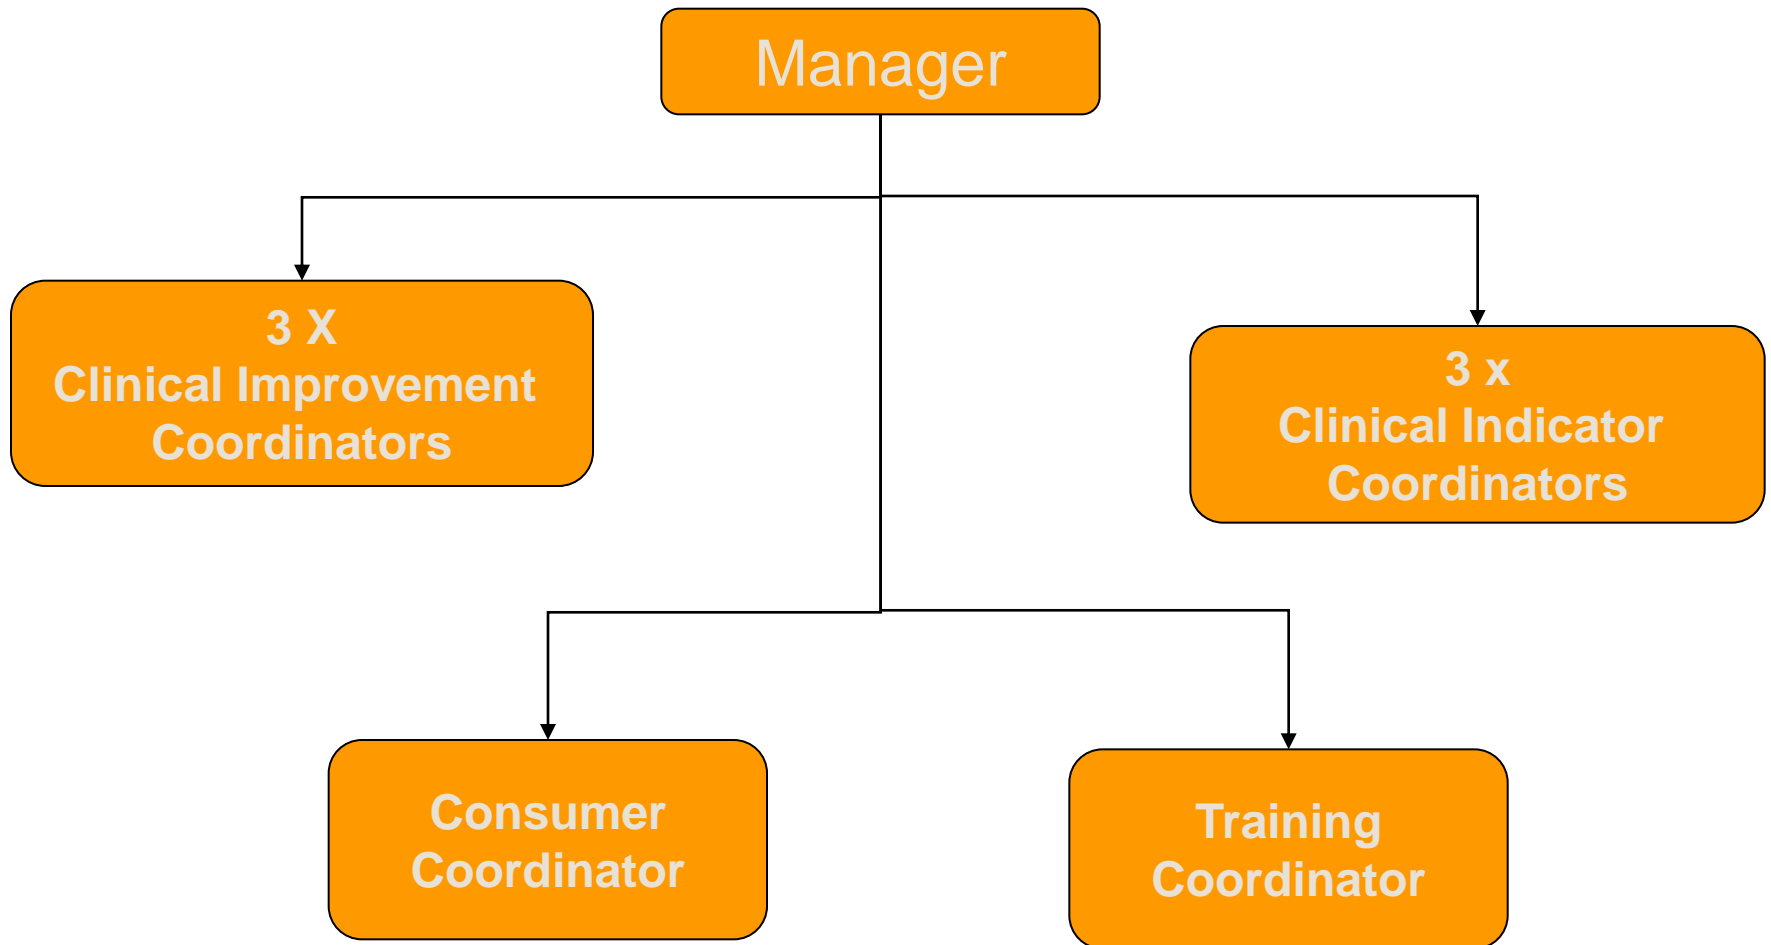 Manager
3 X
Clinical Improvement
Coordinators
3 x
Clinical Indicator
Coordinators
Consumer
Coordinator
Training
Coordinator